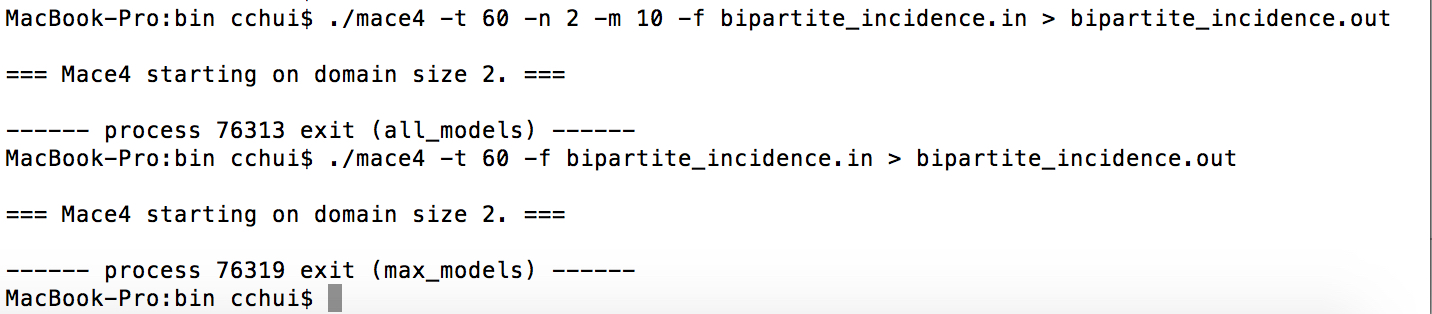 MacBook-Pro:bin cchui$ ./mace4 -t 60 -n 2 -m 10 -f bipartite_incidence.in > bipartite_incidence.out
=== Mace4 starting on domain size 2. ===
------ process 76313 exit (all_models) ------
MacBook-Pro:bin cchui$ ./mace4 -t 60 -f bipartite_incidence.in > bipartite_incidence.out
=== Mace4 starting on domain size 2. ===
------ process 76319 exit (max_models) ------
MacBook-Pro:bin cchui$